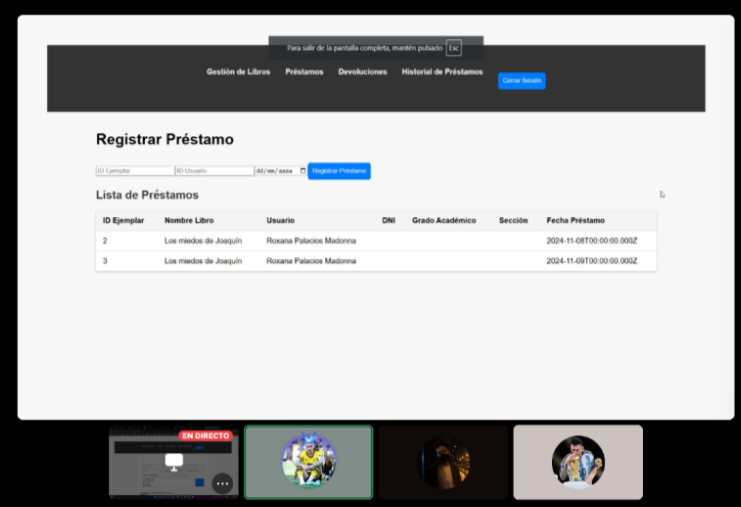 Para salir de la pantalla completa, mantén pulsado Esc
Gestión de Libros Préstamos Devoluciones Historial de Préstamos Cerrar Sesión
Registrar Préstamo
ID Ejemplar ID Usuario dd/mm/aaaa Registrar Préstamo
Lista de Préstamos
ID Ejemplar Nombre Libro Usuario DNI Grado Académico Sección Fecha Préstamo
2 Los miedos de Joaquín Roxana Palacios Madonna 2024-11-08T00:00:00.000Z
3 Los miedos de Joaquín Roxana Palacios Madonna 2024-11-09T00:00:00.000Z
EN DIRECTO